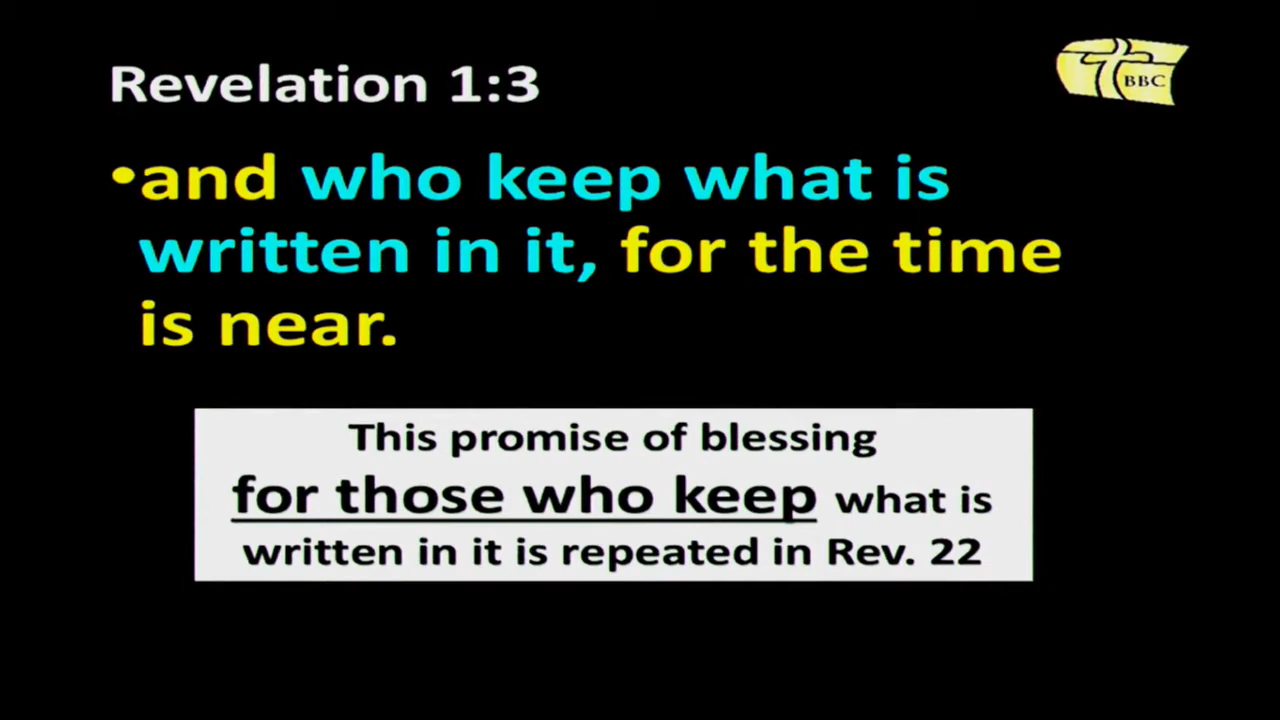 Revelation 1:3
BBC
•and who keep what is
written in it, for the time
is near.
This promise of blessing
for those who keep what is
written in it is repeated in Rev. 22